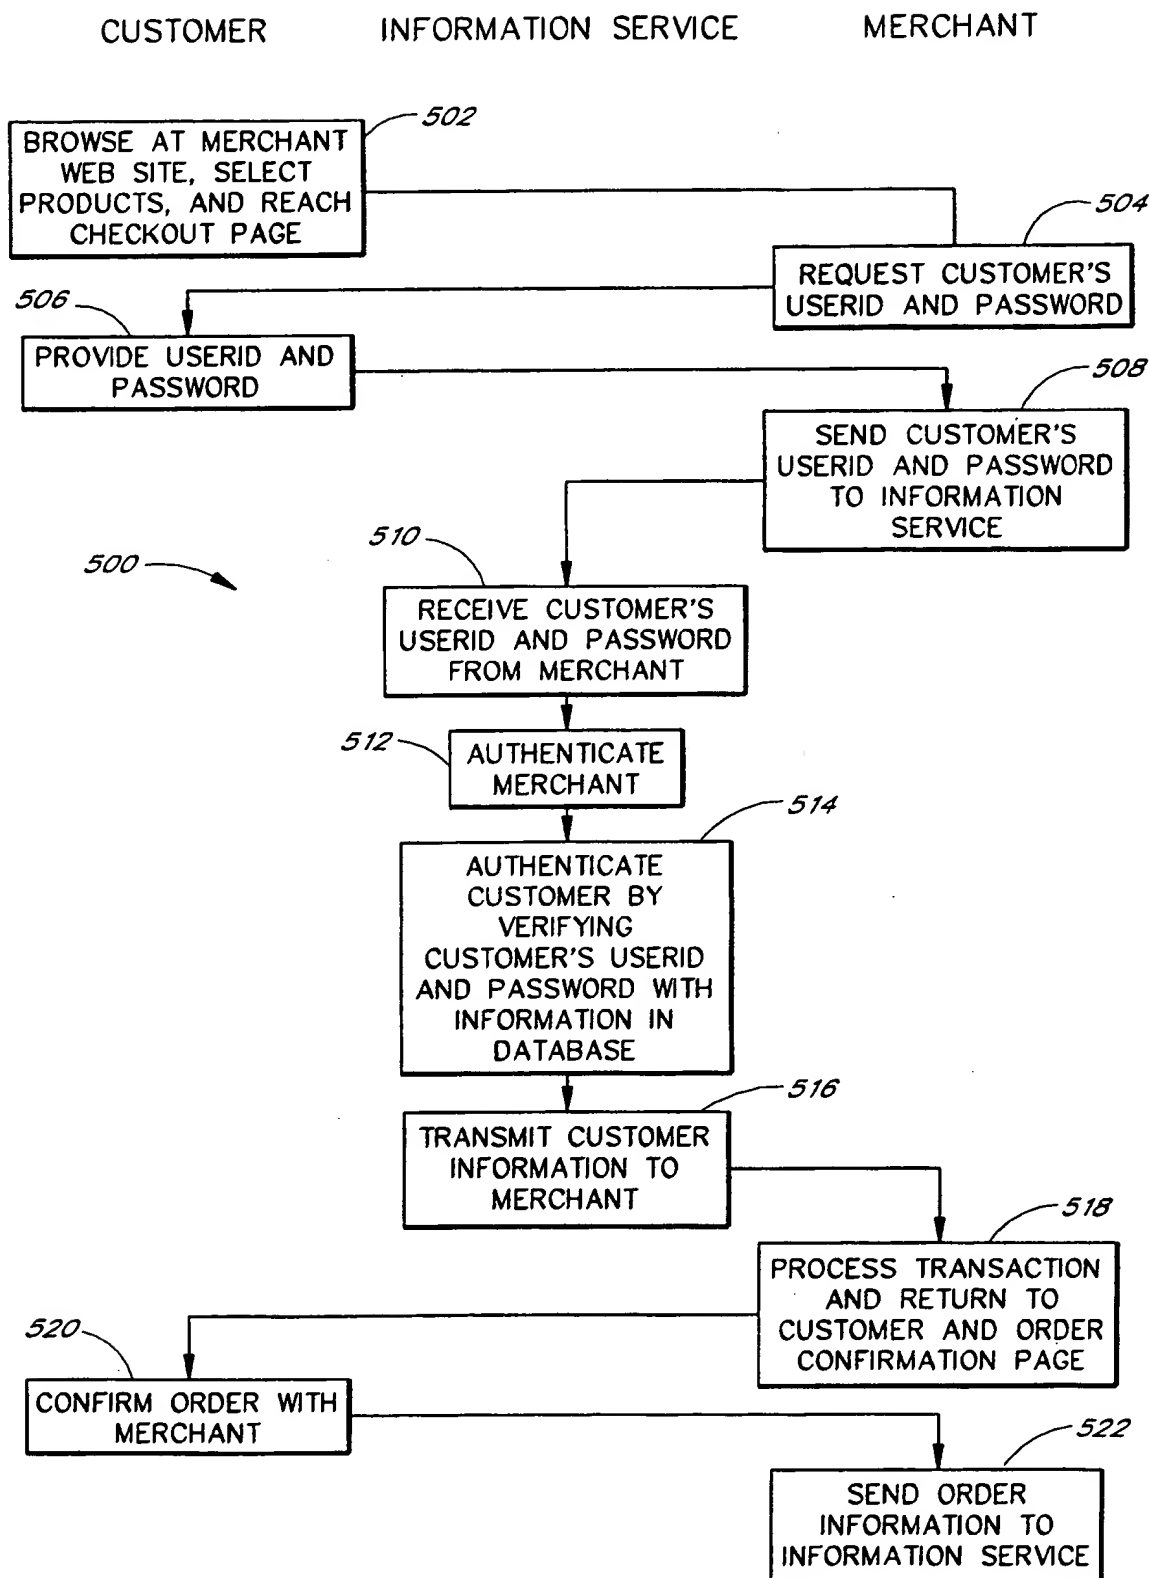 CUSTOMER INFORMATION SERVICE MERCHANT
502
BROWSE AT MERCHANT
WEB SITE, SELECT
PRODUCTS, AND REACH
CHECKOUT PAGE
504
REQUEST CUSTOMER'S
USERID AND PASSWORD
506
PROVIDE USERID AND
PASSWORD
508
SEND CUSTOMER'S
USERID AND PASSWORD
TO INFORMATION
SERVICE
500
510
RECEIVE CUSTOMER'S
USERID AND PASSWORD
FROM MERCHANT
512
AUTHENTICATE
MERCHANT
514
AUTHENTICATE
CUSTOMER BY
VERIFYING
CUSTOMER'S USERID
AND PASSWORD WITH
INFORMATION IN
DATABASE
516
TRANSMIT CUSTOMER
INFORMATION TO
MERCHANT
518
PROCESS TRANSACTION
AND RETURN TO
CUSTOMER AND ORDER
CONFIRMATION PAGE
520
CONFIRM ORDER WITH
MERCHANT
522
SEND ORDER
INFORMATION TO
INFORMATION SERVICE